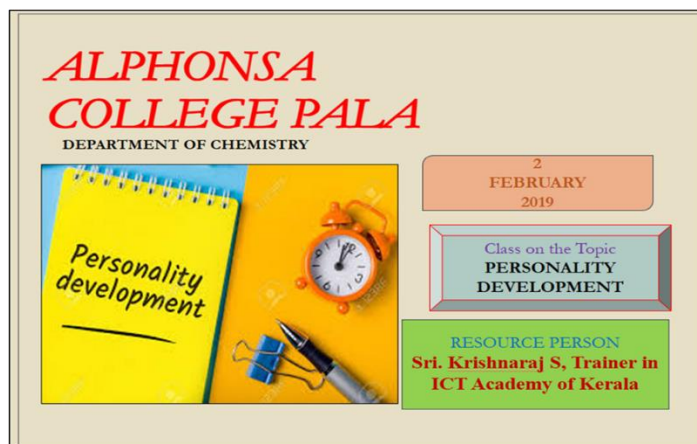 ALPHONSA
COLLEGE PALA
DEPARTMENT OF CHEMISTRY
Personality
development
2
FEBRUARY
2019
Class on the Topic
PERSONALITY
DEVELOPMENT
RESOURCE PERSON
Sri. Krishnaraj S, Trainer in
ICT Academy of Kerala